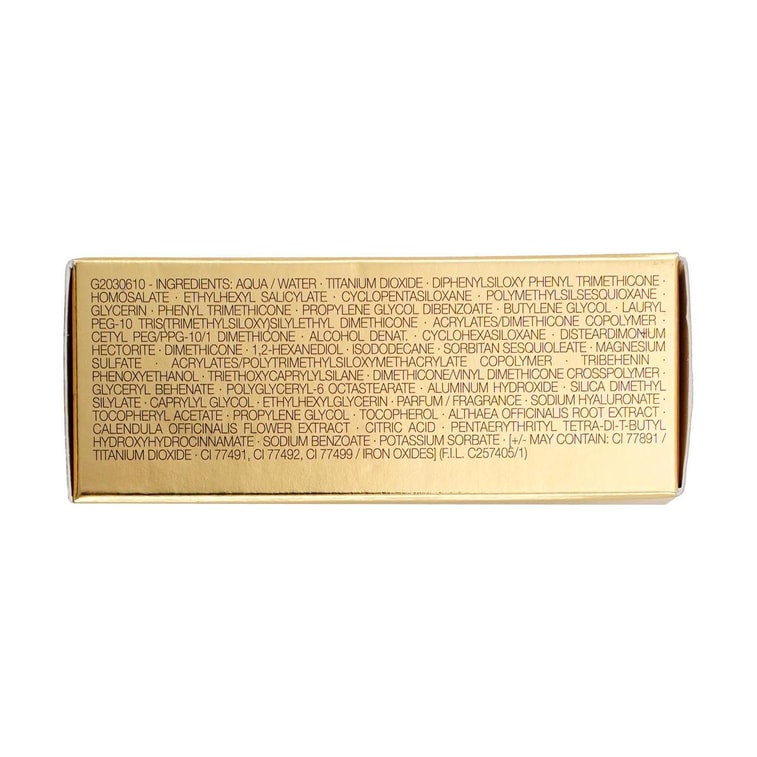 G2030610 - INGREDIENTS: AQUA / WATER · TITANIUM DIOXIDE · DIPHENYLSILOXY PHENYL TRIMETHICONE ·
HOMOSALATE · ETHYLHEXYL SALICYLATE · CYCLOPENTASILOXANE · POLYMETHYLSILSESQUIOXANE ·
GLYCERIN · PHENYL TRIMETHICONE · PROPYLENE GLYCOL DIBENZOATE · BUTYLENE GLYCOL · LAURYL
PEG-10 TRIS(TRIMETHYLSILOXY)SILYLETHYL DIMETHICONE · ACRYLATES/DIMETHICONE COPOLYMER ·
CETYL PEG/PPG-10/1 DIMETHICONE · ALCOHOL DENAT. · CYCLOHEXASILOXANE · DISTEARDIMONIUM
HECTORITE · DIMETHICONE · 1,2-HEXANEDIOL · ISODODECANE · SORBITAN SESQUIOLEATE · MAGNESIUM
SULFATE · ACRYLATES/POLYTRIMETHYLSILOXYMETHACRYLATE COPOLYMER · TRIBEHENIN ·
PHENOXYETHANOL · TRIETHOXYCAPRYLYLSILANE · DIMETHICONE/VINYL DIMETHICONE CROSSPOLYMER ·
GLYCERYL BEHENATE · POLYGLYCERYL-6 OCTASTEARATE · ALUMINUM HYDROXIDE · SILICA DIMETHYL
SILYLATE · CAPRYLYL GLYCOL · ETHYLHEXYLGLYCERIN · PARFUM / FRAGRANCE · SODIUM HYALURONATE ·
TOCOPHERYL ACETATE · PROPYLENE GLYCOL · TOCOPHEROL · ALTHAEA OFFICINALIS ROOT EXTRACT ·
CALENDULA OFFICINALIS FLOWER EXTRACT · CITRIC ACID · PENTAERYTHRITYL TETRA-DI-T-BUTYL
HYDROXYHYDROCINNAMATE · SODIUM BENZOATE · POTASSIUM SORBATE · [+/- MAY CONTAIN: CI 77891 /
TITANIUM DIOXIDE · CI 77491, CI 77492, CI 77499 / IRON OXIDES] (F.I.L. C257405/1)